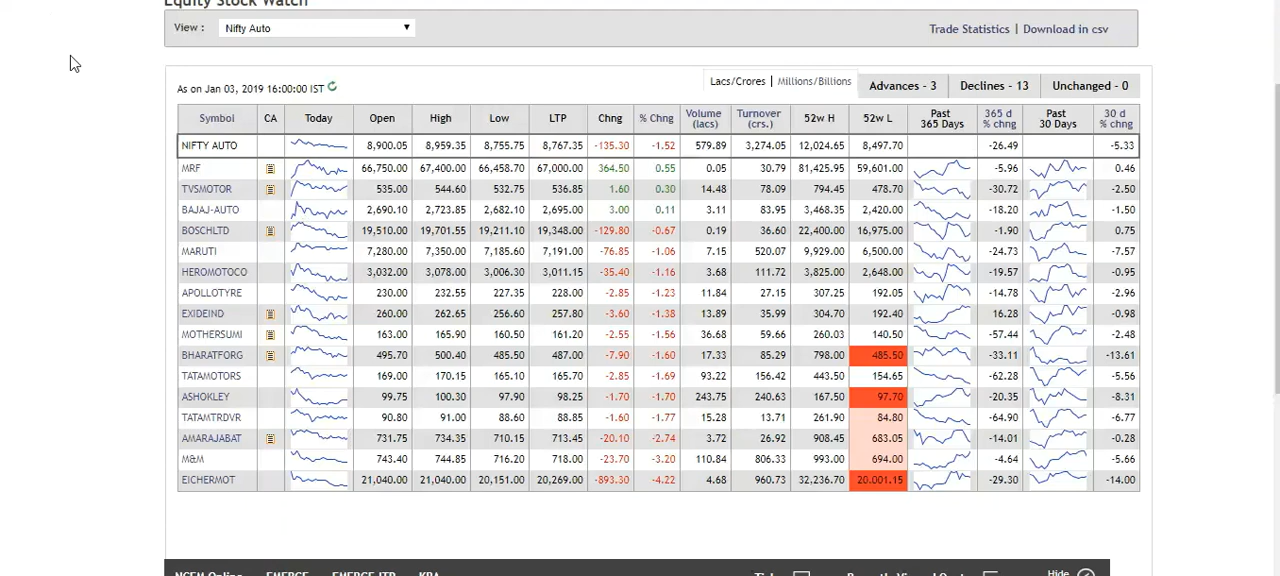 Equity Stock Watch
View : Nifty Auto Trade Statistics | Download in csv
As on Jan 03, 2019 16:00:00 IST Lacs/Crores | Millions/Billions Advances - 3 Declines - 13 Unchanged - 0
Symbol CA Today Open High Low LTP Chng % Chng Volume (lacs) Turnover (crs.) 52w H 52w L Past 365 Days 365 d % chng Past 30 Days 30 d % chng
NIFTY AUTO 8,900.05 8,959.35 8,755.75 8,767.35 -135.30 -1.52 579.89 3,274.05 12,024.65 8,497.70 -26.49 -5.33
MRF 66,750.00 67,400.00 66,458.70 67,000.00 364.50 0.55 0.05 30.79 81,425.95 59,601.00 -5.96 0.46
TVSMOTOR 535.00 544.60 532.75 536.85 1.60 0.30 14.48 78.09 794.45 478.70 -30.72 -2.50
BAJAJ-AUTO 2,690.10 2,723.85 2,682.10 2,695.00 3.00 0.11 3.11 83.95 3,468.35 2,420.00 -18.20 -1.50
BOSCHLTD 19,510.00 19,701.55 19,211.10 19,348.00 -129.80 -0.67 0.19 36.60 22,400.00 16,975.00 -1.90 0.75
MARUTI 7,280.00 7,350.00 7,185.60 7,191.00 -76.85 -1.06 7.15 520.07 9,929.00 6,500.00 -24.73 -7.57
HEROMOTOCO 3,032.00 3,078.00 3,006.30 3,011.15 -35.40 -1.16 3.68 111.72 3,825.00 2,648.00 -19.57 -0.95
APOLLOTYRE 230.00 232.55 227.35 228.00 -2.85 -1.23 11.84 27.15 307.25 192.05 -14.78 -2.96
EXIDEIND 260.00 262.65 256.60 257.80 -3.60 -1.38 13.89 35.99 304.70 192.40 16.28 -0.98
MOTHERSUMI 163.00 165.90 160.50 161.20 -2.55 -1.56 36.68 59.66 260.03 140.50 -57.44 -2.48
BHARATFORG 495.70 500.40 485.50 487.00 -7.90 -1.60 17.33 85.29 798.00 485.50 -33.11 -13.61
TATAMOTORS 169.00 170.15 165.10 165.70 -2.85 -1.69 93.22 156.42 443.50 154.65 -62.28 -5.56
ASHOKLEY 99.75 100.30 97.90 98.25 -1.70 -1.70 243.75 240.63 167.50 97.70 -20.35 -8.31
TATAMTRDVR 90.80 91.00 88.60 88.85 -1.60 -1.77 15.28 13.71 261.90 84.80 -64.90 -6.77
AMARAJABAT 731.75 734.35 710.15 713.45 -20.10 -2.74 3.72 26.92 908.45 683.05 -14.01 -0.28
M&M 743.40 744.85 716.20 718.00 -23.70 -3.20 110.84 806.33 993.00 694.00 -4.64 -5.66
EICHERMOT 21,040.00 21,040.00 20,151.00 20,269.00 -893.30 -4.22 4.68 960.73 32,236.70 20,001.15 -29.30 -14.00
Hide